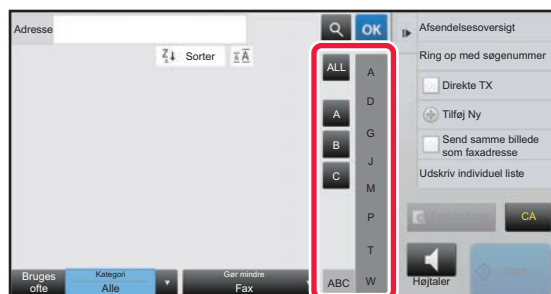 Adresse
OK
Sorter
ALL
A
B
C
ABC
A
D
G
J
M
P
T
W
Afsendelsesoversigt
Ring op med søgenummer
Direkte TX
Tilføj Ny
Send samme billede
som faxadresse
Udskriv individuel liste
CA
Højtaler
Start
Bruges
ofte
Kategori
Alle
Gør mindre
Fax